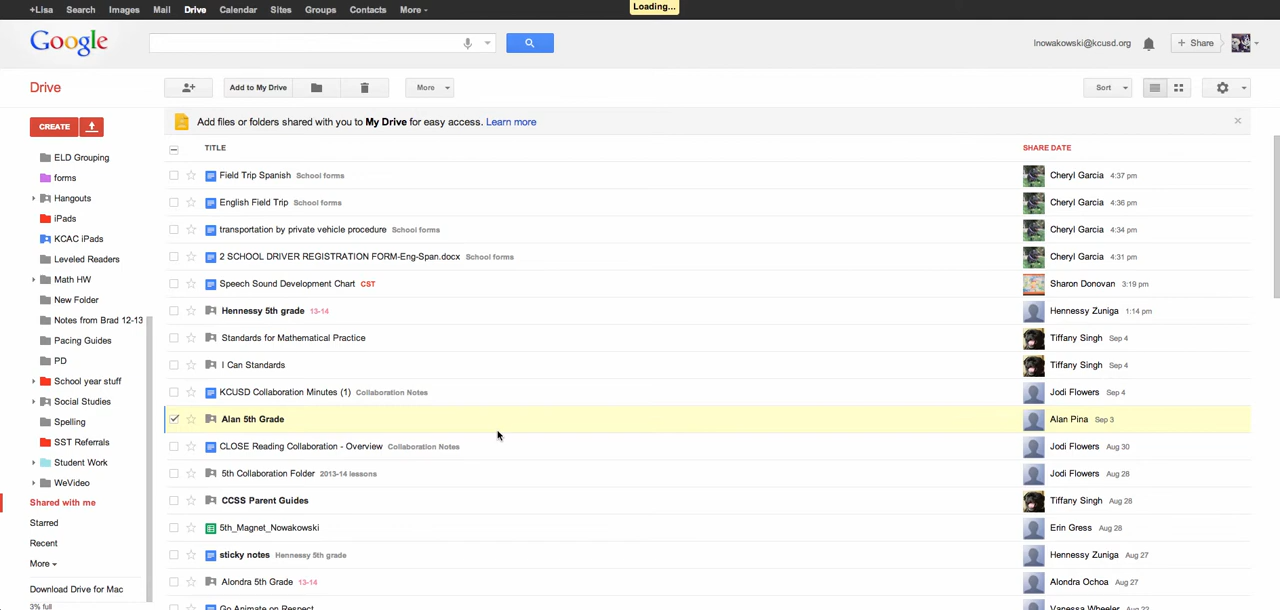 +Lisa Search Images Mail Drive Calendar Sites Groups Contacts More
Loading...
Google
lnowakowski@kcusd.org + Share
Drive
Add to My Drive More Sort
CREATE
Add files or folders shared with you to My Drive for easy access. Learn more
TITLE SHARE DATE
ELD Grouping
forms
Hangouts
iPads
KCAC iPads
Leveled Readers
Math HW
New Folder
Notes from Brad 12-13
Pacing Guides
PD
School year stuff
Social Studies
Spelling
SST Referrals
Student Work
WeVideo
Shared with me
Starred
Recent
More
Download Drive for Mac
3% full
Field Trip Spanish School forms Cheryl Garcia 4:37 pm
English Field Trip School forms Cheryl Garcia 4:36 pm
transportation by private vehicle procedure School forms Cheryl Garcia 4:34 pm
2 SCHOOL DRIVER REGISTRATION FORM-Eng-Span.docx School forms Cheryl Garcia 4:31 pm
Speech Sound Development Chart CST Sharon Donovan 3:19 pm
Hennessy 5th grade 13-14 Hennessy Zuniga 1:14 pm
Standards for Mathematical Practice Tiffany Singh Sep 4
I Can Standards Tiffany Singh Sep 4
KCUSD Collaboration Minutes (1) Collaboration Notes Jodi Flowers Sep 4
Alan 5th Grade Alan Pina Sep 3
CLOSE Reading Collaboration - Overview Collaboration Notes Jodi Flowers Aug 30
5th Collaboration Folder 2013-14 lessons Jodi Flowers Aug 28
CCSS Parent Guides Tiffany Singh Aug 28
5th_Magnet_Nowakowski Erin Gress Aug 28
sticky notes Hennessy 5th grade Hennessy Zuniga Aug 27
Alondra 5th Grade 13-14 Alondra Ochoa Aug 27
Go Animate on Respect Vanessa Wheeler Aug